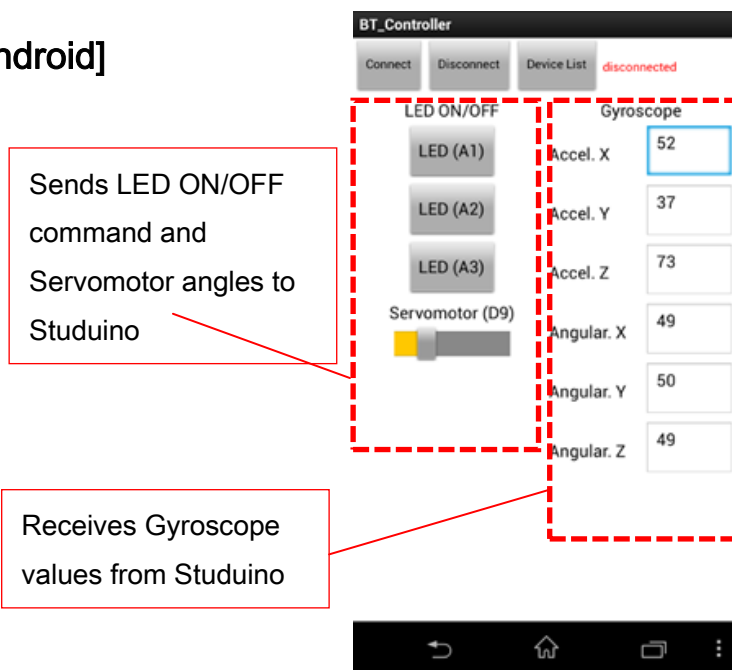 ndroid]
BT_Controller
Connect Disconnect Device List disconnected
LED ON/OFF
LED (A1)
LED (A2)
LED (A3)
Servomotor (D9)
Gyroscope
Accel. X 52
Accel. Y 37
Accel. Z 73
Angular. X 49
Angular. Y 50
Angular. Z 49
Sends LED ON/OFF
command and
Servomotor angles to
Studuino
Receives Gyroscope
values from Studuino